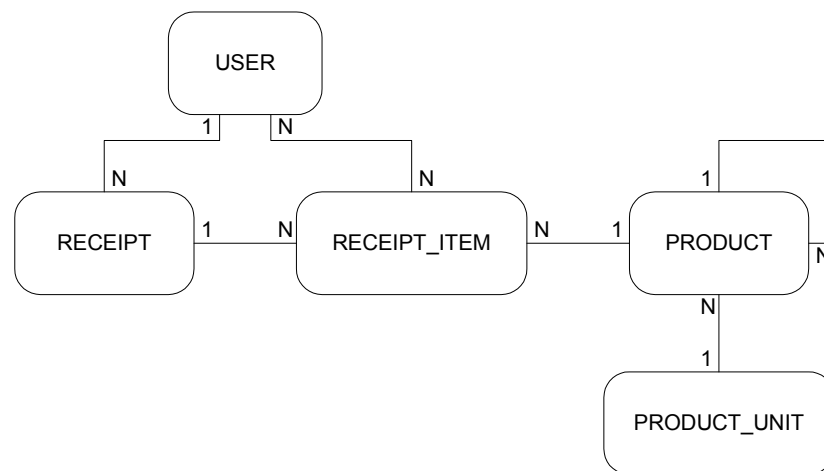 USER
1
N
N
N
1
RECEIPT
1
N
RECEIPT_ITEM
N
1
PRODUCT
N
N
1
PRODUCT_UNIT